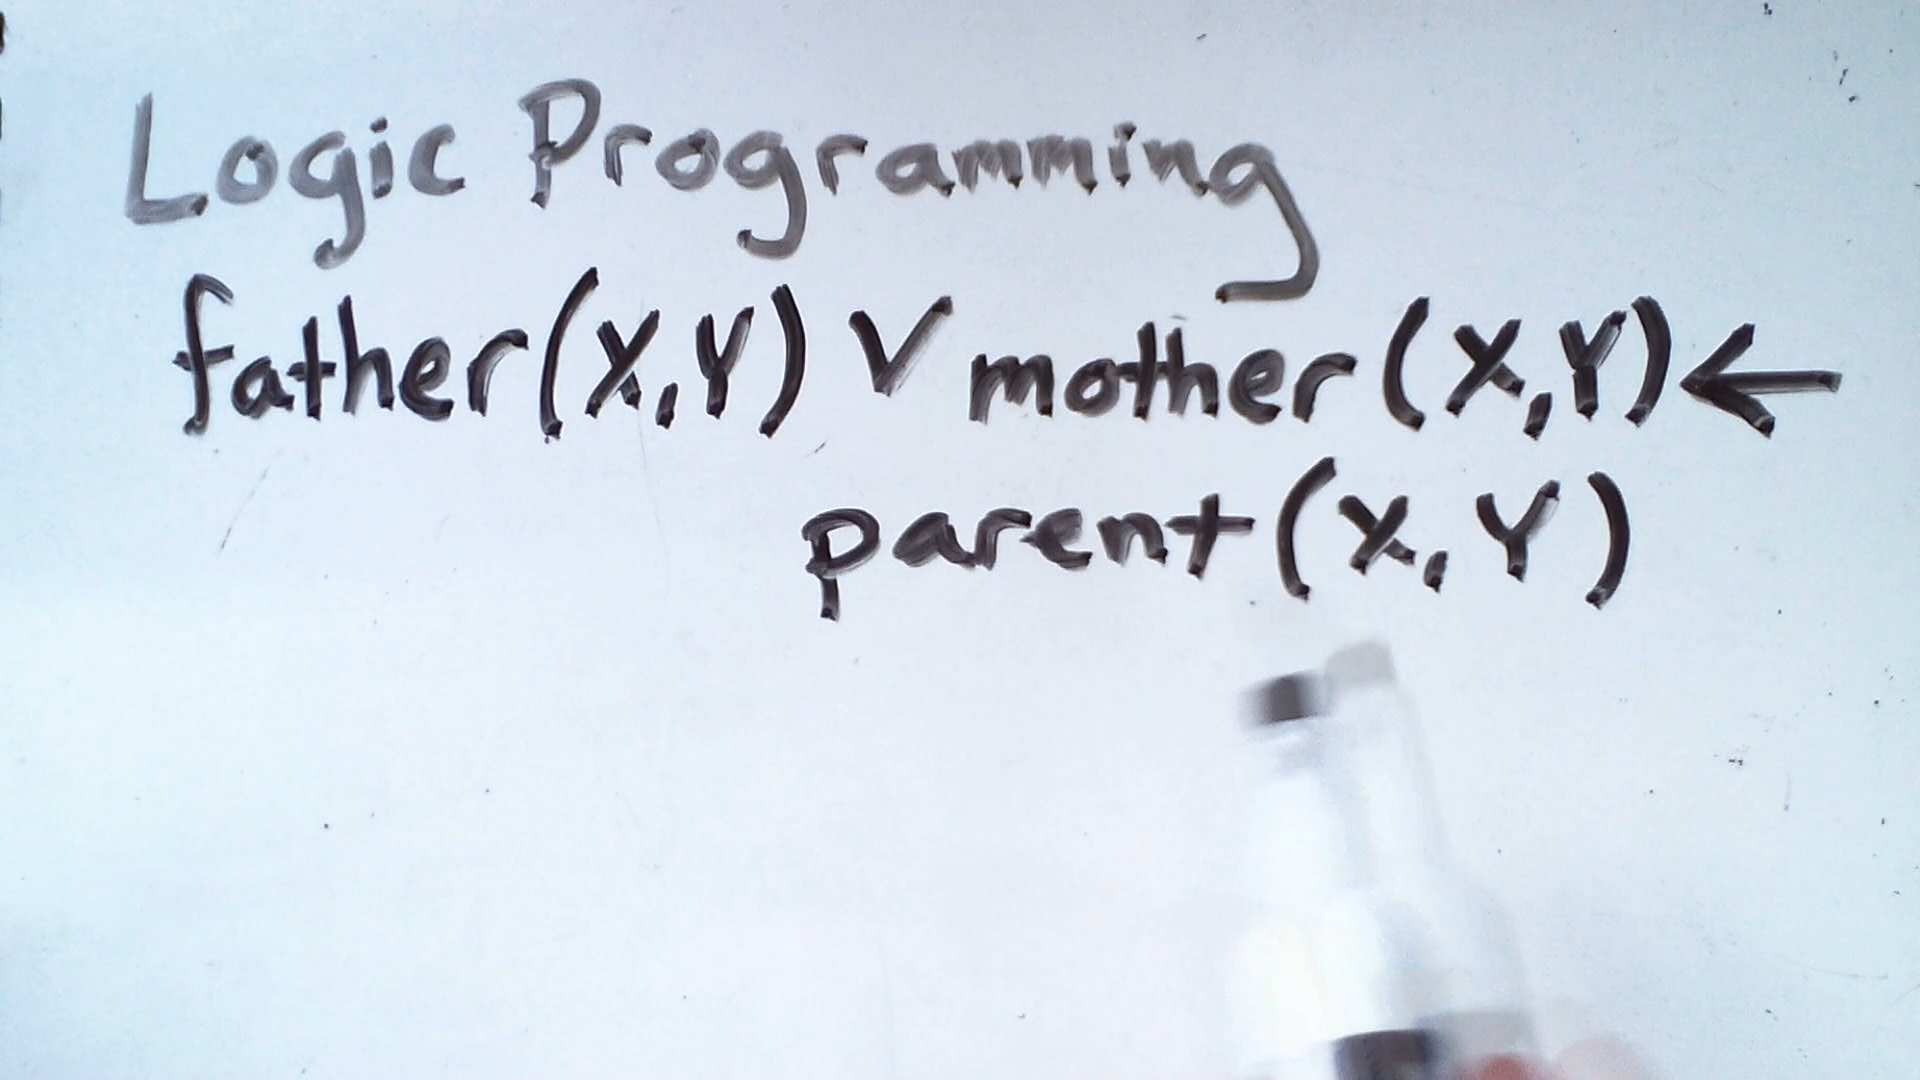 Logic Programming
father(X,Y) ∨ mother(X,Y) ←
parent(X,Y)